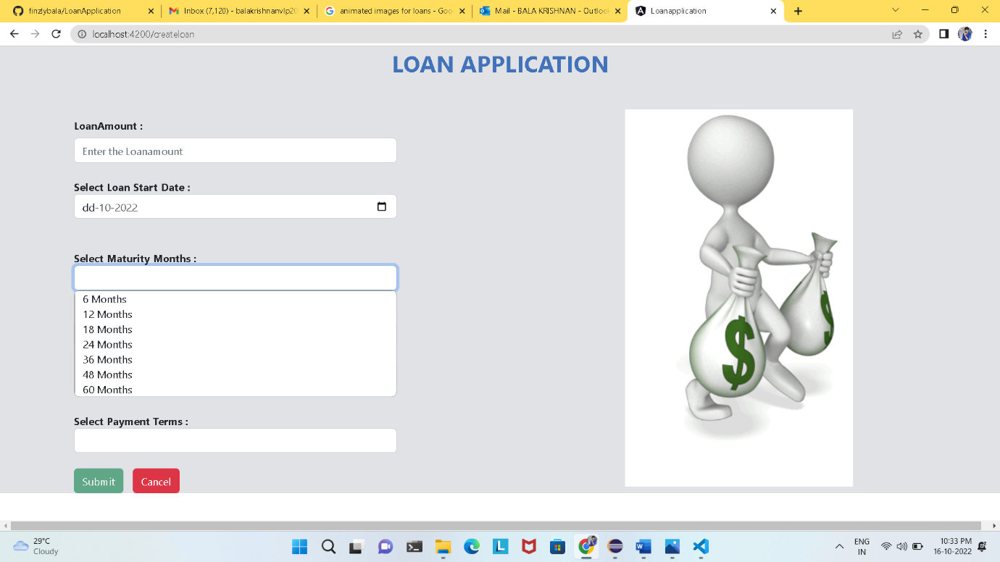 finzlybala/LoanApplication
Inbox (7,120) - balakrishnanvlp20
animated images for loans - Goo
Mail - BALA KRISHNAN - Outlook
Loanapplication
localhost:4200/createloan
LOAN APPLICATION
LoanAmount :
Enter the Loanamount
Select Loan Start Date :
dd-10-2022
Select Maturity Months :
6 Months
12 Months
18 Months
24 Months
36 Months
48 Months
60 Months
Select Payment Terms :
Submit
Cancel
$
$
29°C
Cloudy
ENG
IN
10:33 PM
16-10-2022